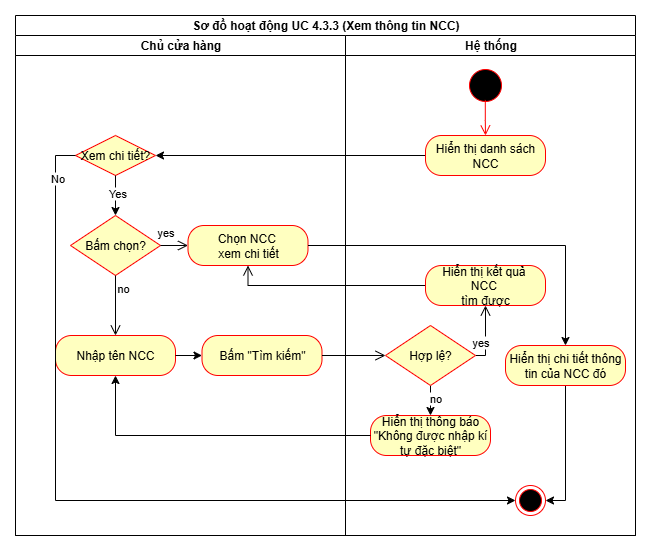 Sơ đồ hoạt động UC 4.3.3 (Xem thông tin NCC)
Chủ cửa hàng
Hệ thống
Hiển thị danh sách
NCC
Xem chi tiết?
No
Yes
Bấm chọn?
yes
Chọn NCC
xem chi tiết
no
Hiển thị kết quả
NCC
tìm được
Nhập tên NCC
Bấm "Tìm kiếm"
Hợp lệ?
yes
Hiển thị chi tiết thông
tin của NCC đó
no
Hiển thị thông báo
"Không được nhập kí
tự đặc biệt"